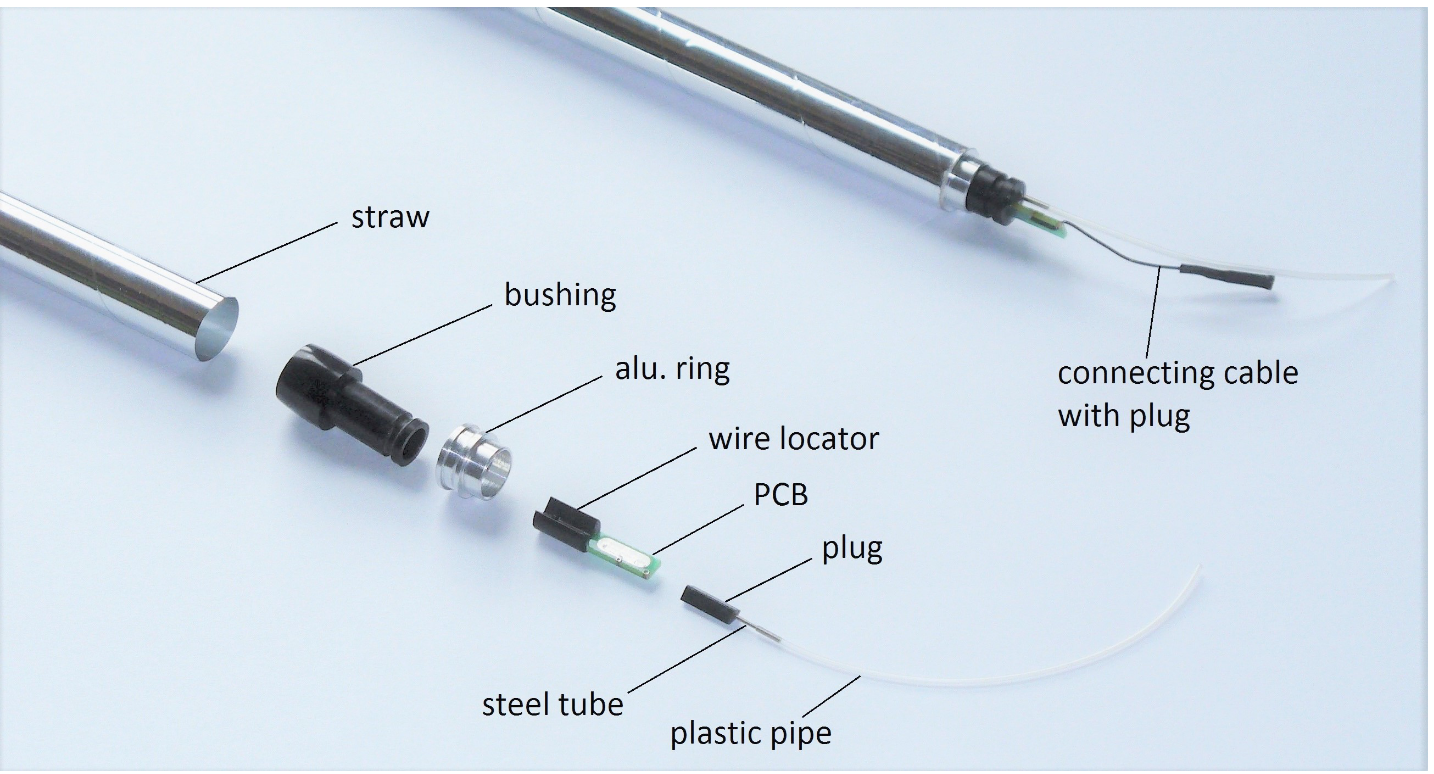 straw
bushing
alu. ring
connecting cable
with plug
wire locator
PCB
plug
steel tube
plastic pipe